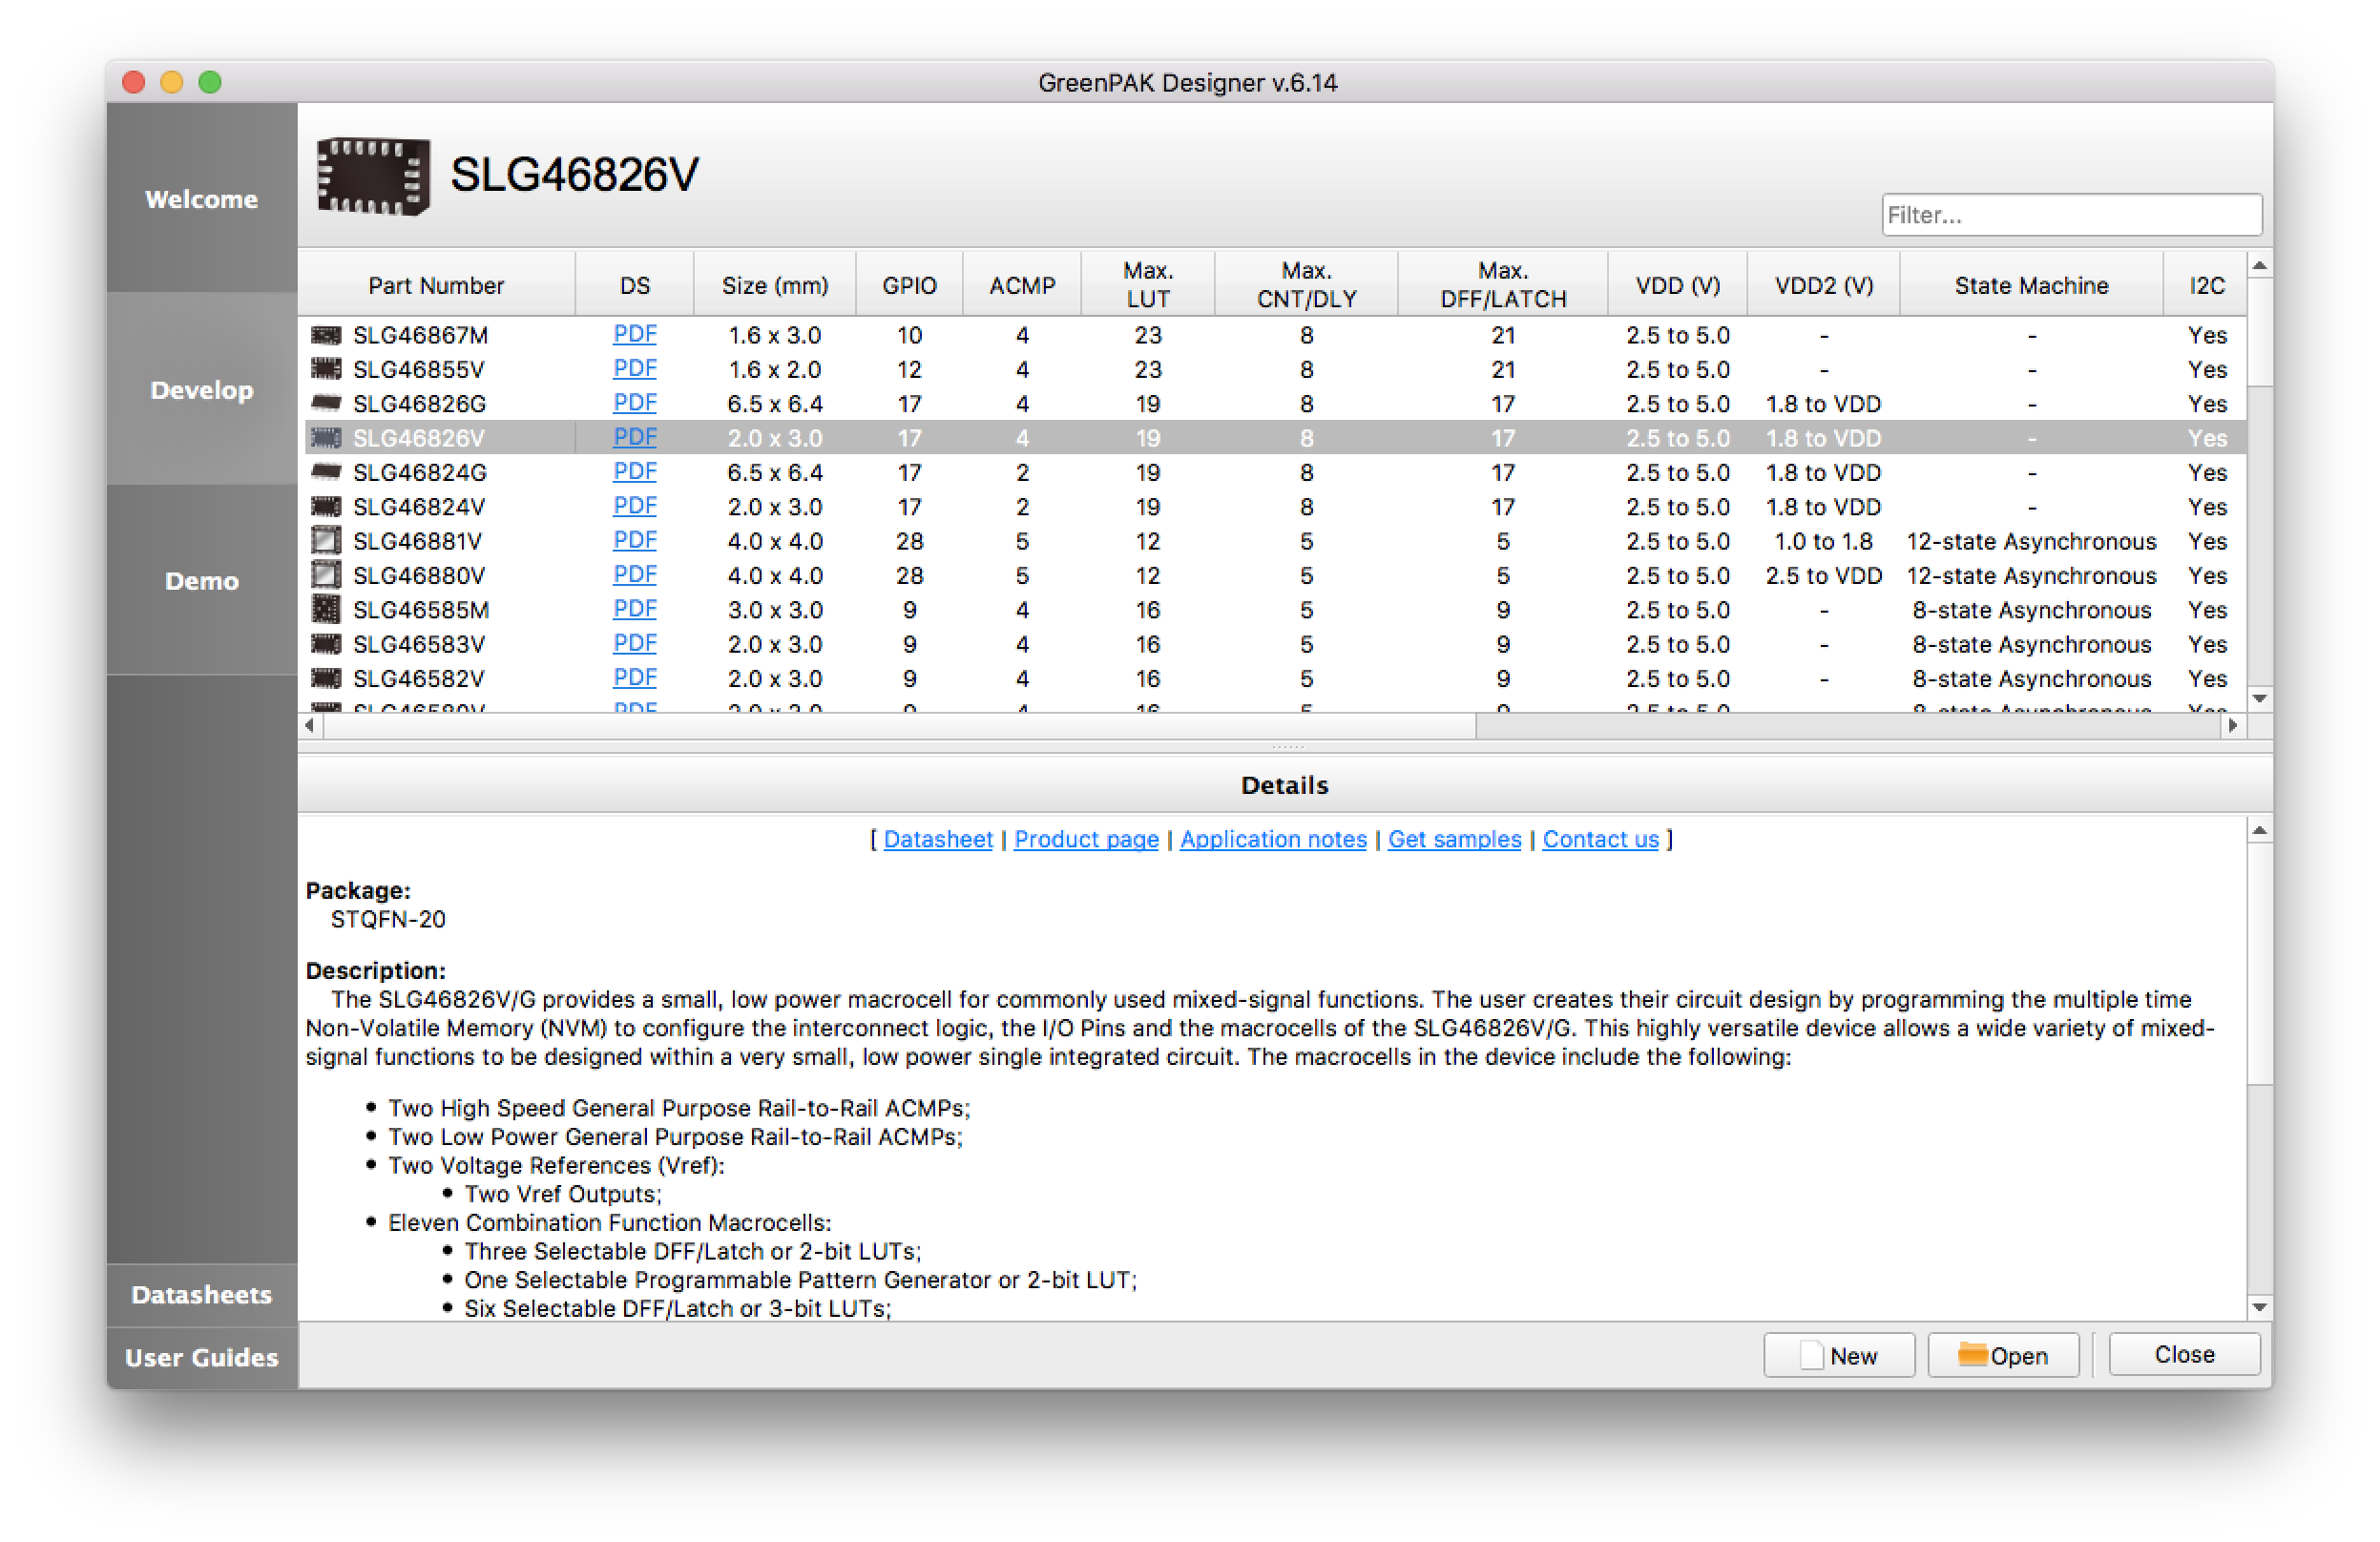 GreenPAK Designer v.6.14
Welcome
Develop
Demo
Datasheets
User Guides
SLG46826V
Filter...
Part Number DS Size (mm) GPIO ACMP Max. LUT Max. CNT/DLY Max. DFF/LATCH VDD (V) VDD2 (V) State Machine I2C
SLG46867M PDF 1.6 x 3.0 10 4 23 8 21 2.5 to 5.0 - - Yes
SLG46855V PDF 1.6 x 2.0 12 4 23 8 21 2.5 to 5.0 - - Yes
SLG46826G PDF 6.5 x 6.4 17 4 19 8 17 2.5 to 5.0 1.8 to VDD - Yes
SLG46826V PDF 2.0 x 3.0 17 4 19 8 17 2.5 to 5.0 1.8 to VDD - Yes
SLG46824G PDF 6.5 x 6.4 17 2 19 8 17 2.5 to 5.0 1.8 to VDD - Yes
SLG46824V PDF 2.0 x 3.0 17 2 19 8 17 2.5 to 5.0 1.8 to VDD - Yes
SLG46881V PDF 4.0 x 4.0 28 5 12 5 5 2.5 to 5.0 1.0 to 1.8 12-state Asynchronous Yes
SLG46880V PDF 4.0 x 4.0 28 5 12 5 5 2.5 to 5.0 2.5 to VDD 12-state Asynchronous Yes
SLG46585M PDF 3.0 x 3.0 9 4 16 5 9 2.5 to 5.0 - 8-state Asynchronous Yes
SLG46583V PDF 2.0 x 3.0 9 4 16 5 9 2.5 to 5.0 - 8-state Asynchronous Yes
SLG46582V PDF 2.0 x 3.0 9 4 16 5 9 2.5 to 5.0 - 8-state Asynchronous Yes
Details
[ Datasheet | Product page | Application notes | Get samples | Contact us ]
Package:
STQFN-20
Description:
The SLG46826V/G provides a small, low power macrocell for commonly used mixed-signal functions. The user creates their circuit design by programming the multiple time
Non-Volatile Memory (NVM) to configure the interconnect logic, the I/O Pins and the macrocells of the SLG46826V/G. This highly versatile device allows a wide variety of mixed-
signal functions to be designed within a very small, low power single integrated circuit. The macrocells in the device include the following:
• Two High Speed General Purpose Rail-to-Rail ACMPs;
• Two Low Power General Purpose Rail-to-Rail ACMPs;
• Two Voltage References (Vref):
• Two Vref Outputs;
• Eleven Combination Function Macrocells:
• Three Selectable DFF/Latch or 2-bit LUTs;
• One Selectable Programmable Pattern Generator or 2-bit LUT;
• Six Selectable DFF/Latch or 3-bit LUTs;
New
Open
Close